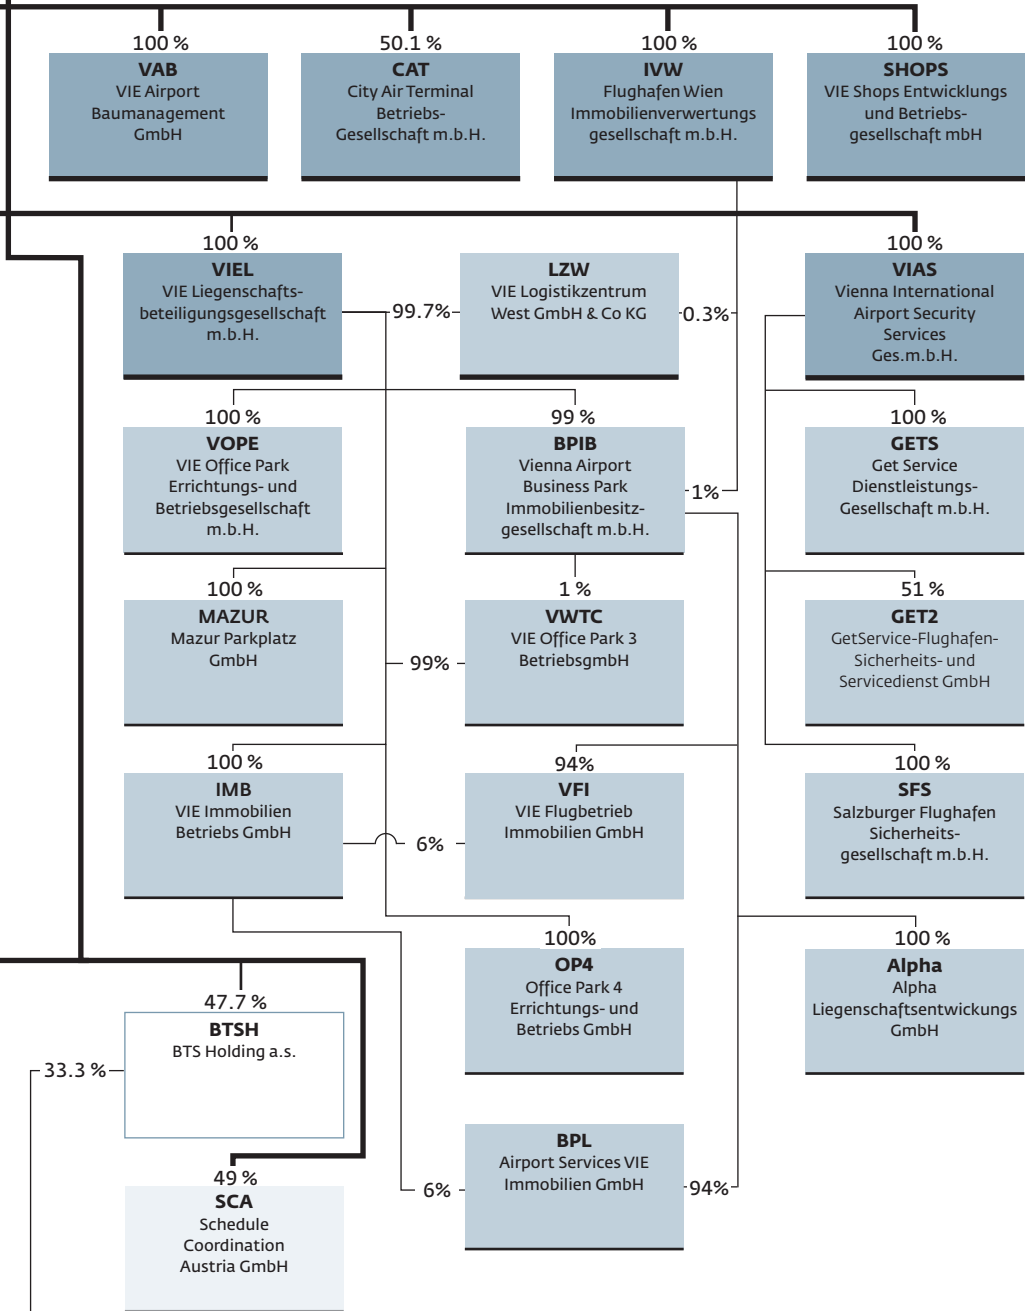 100 %
VAB
VIE Airport
Baumanagement
GmbH
50.1 %
CAT
City Air Terminal
Betriebs-
Gesellschaft m.b.H.
100 %
IVW
Flughafen Wien
Immobilienverwertungs
gesellschaft m.b.H.
100 %
SHOPS
VIE Shops Entwicklungs
und Betriebs-
gesellschaft mbH
100 %
VIEL
VIE Liegenschafts-
beteiligungsgesellschaft
m.b.H.
99.7%
LZW
VIE Logistikzentrum
West GmbH & Co KG
0.3%
100 %
VIAS
Vienna International
Airport Security
Services
Ges.m.b.H.
100 %
VOPE
VIE Office Park
Errichtungs- und
Betriebsgesellschaft
m.b.H.
99 %
BPIB
Vienna Airport
Business Park
Immobilienbesitz-
gesellschaft m.b.H.
1%
100 %
GETS
Get Service
Dienstleistungs-
Gesellschaft m.b.H.
100 %
MAZUR
Mazur Parkplatz
GmbH
99%
1 %
VWTC
VIE Office Park 3
BetriebsgmbH
51 %
GET2
GetService-Flughafen-
Sicherheits- und
Servicedienst GmbH
100 %
IMB
VIE Immobilien
Betriebs GmbH
6%
94%
VFI
VIE Flugbetrieb
Immobilien GmbH
100 %
SFS
Salzburger Flughafen
Sicherheits-
gesellschaft m.b.H.
100%
OP4
Office Park 4
Errichtungs- und
Betriebs GmbH
100 %
Alpha
Alpha
Liegenschaftsentwickungs
GmbH
47.7 %
BTSH
BTS Holding a.s.
33.3 %
6%
BPL
Airport Services VIE
Immobilien GmbH
94%
49 %
SCA
Schedule
Coordination
Austria GmbH